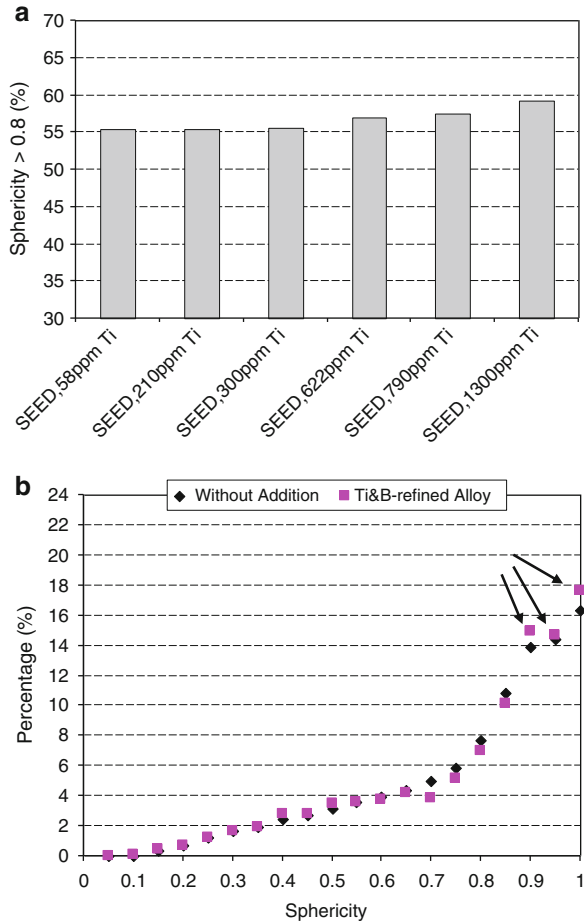 a
Sphericity > 0.8 (%)
70
65
60
55
50
45
40
35
30
SEED,58ppm Ti
SEED,210ppm Ti
SEED,300ppm Ti
SEED,622ppm Ti
SEED,790ppm Ti
SEED,1300ppm Ti
b
Without Addition
Ti&B-refined Alloy
Percentage (%)
24
22
20
18
16
14
12
10
8
6
4
2
0
0 0.1 0.2 0.3 0.4 0.5 0.6 0.7 0.8 0.9 1
Sphericity